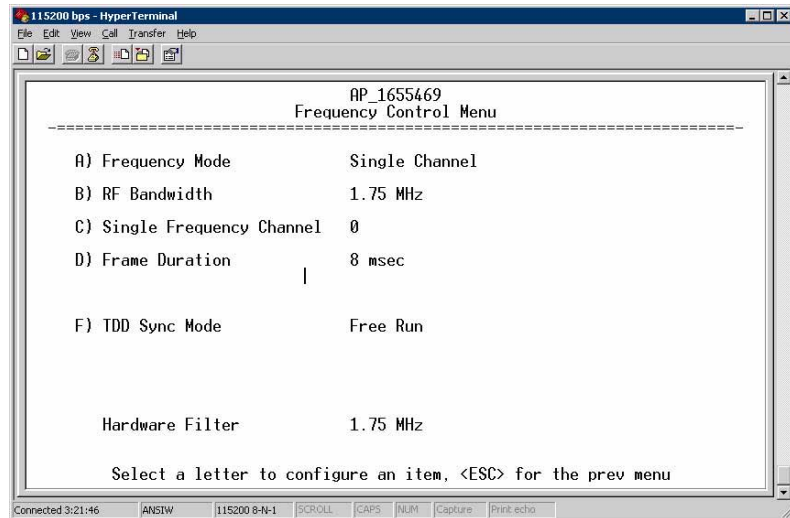 115200 bps - HyperTerminal
File Edit View Call Transfer Help
AP_1655469
Frequency Control Menu
-==========================================================================-
A) Frequency Mode Single Channel
B) RF Bandwidth 1.75 MHz
C) Single Frequency Channel 0
D) Frame Duration 8 msec
F) TDD Sync Mode Free Run
Hardware Filter 1.75 MHz
Select a letter to configure an item, <ESC> for the prev menu
Connected 3:21:46 ANSIW 115200 8-N-1 SCROLL CAPS NUM Capture Print echo